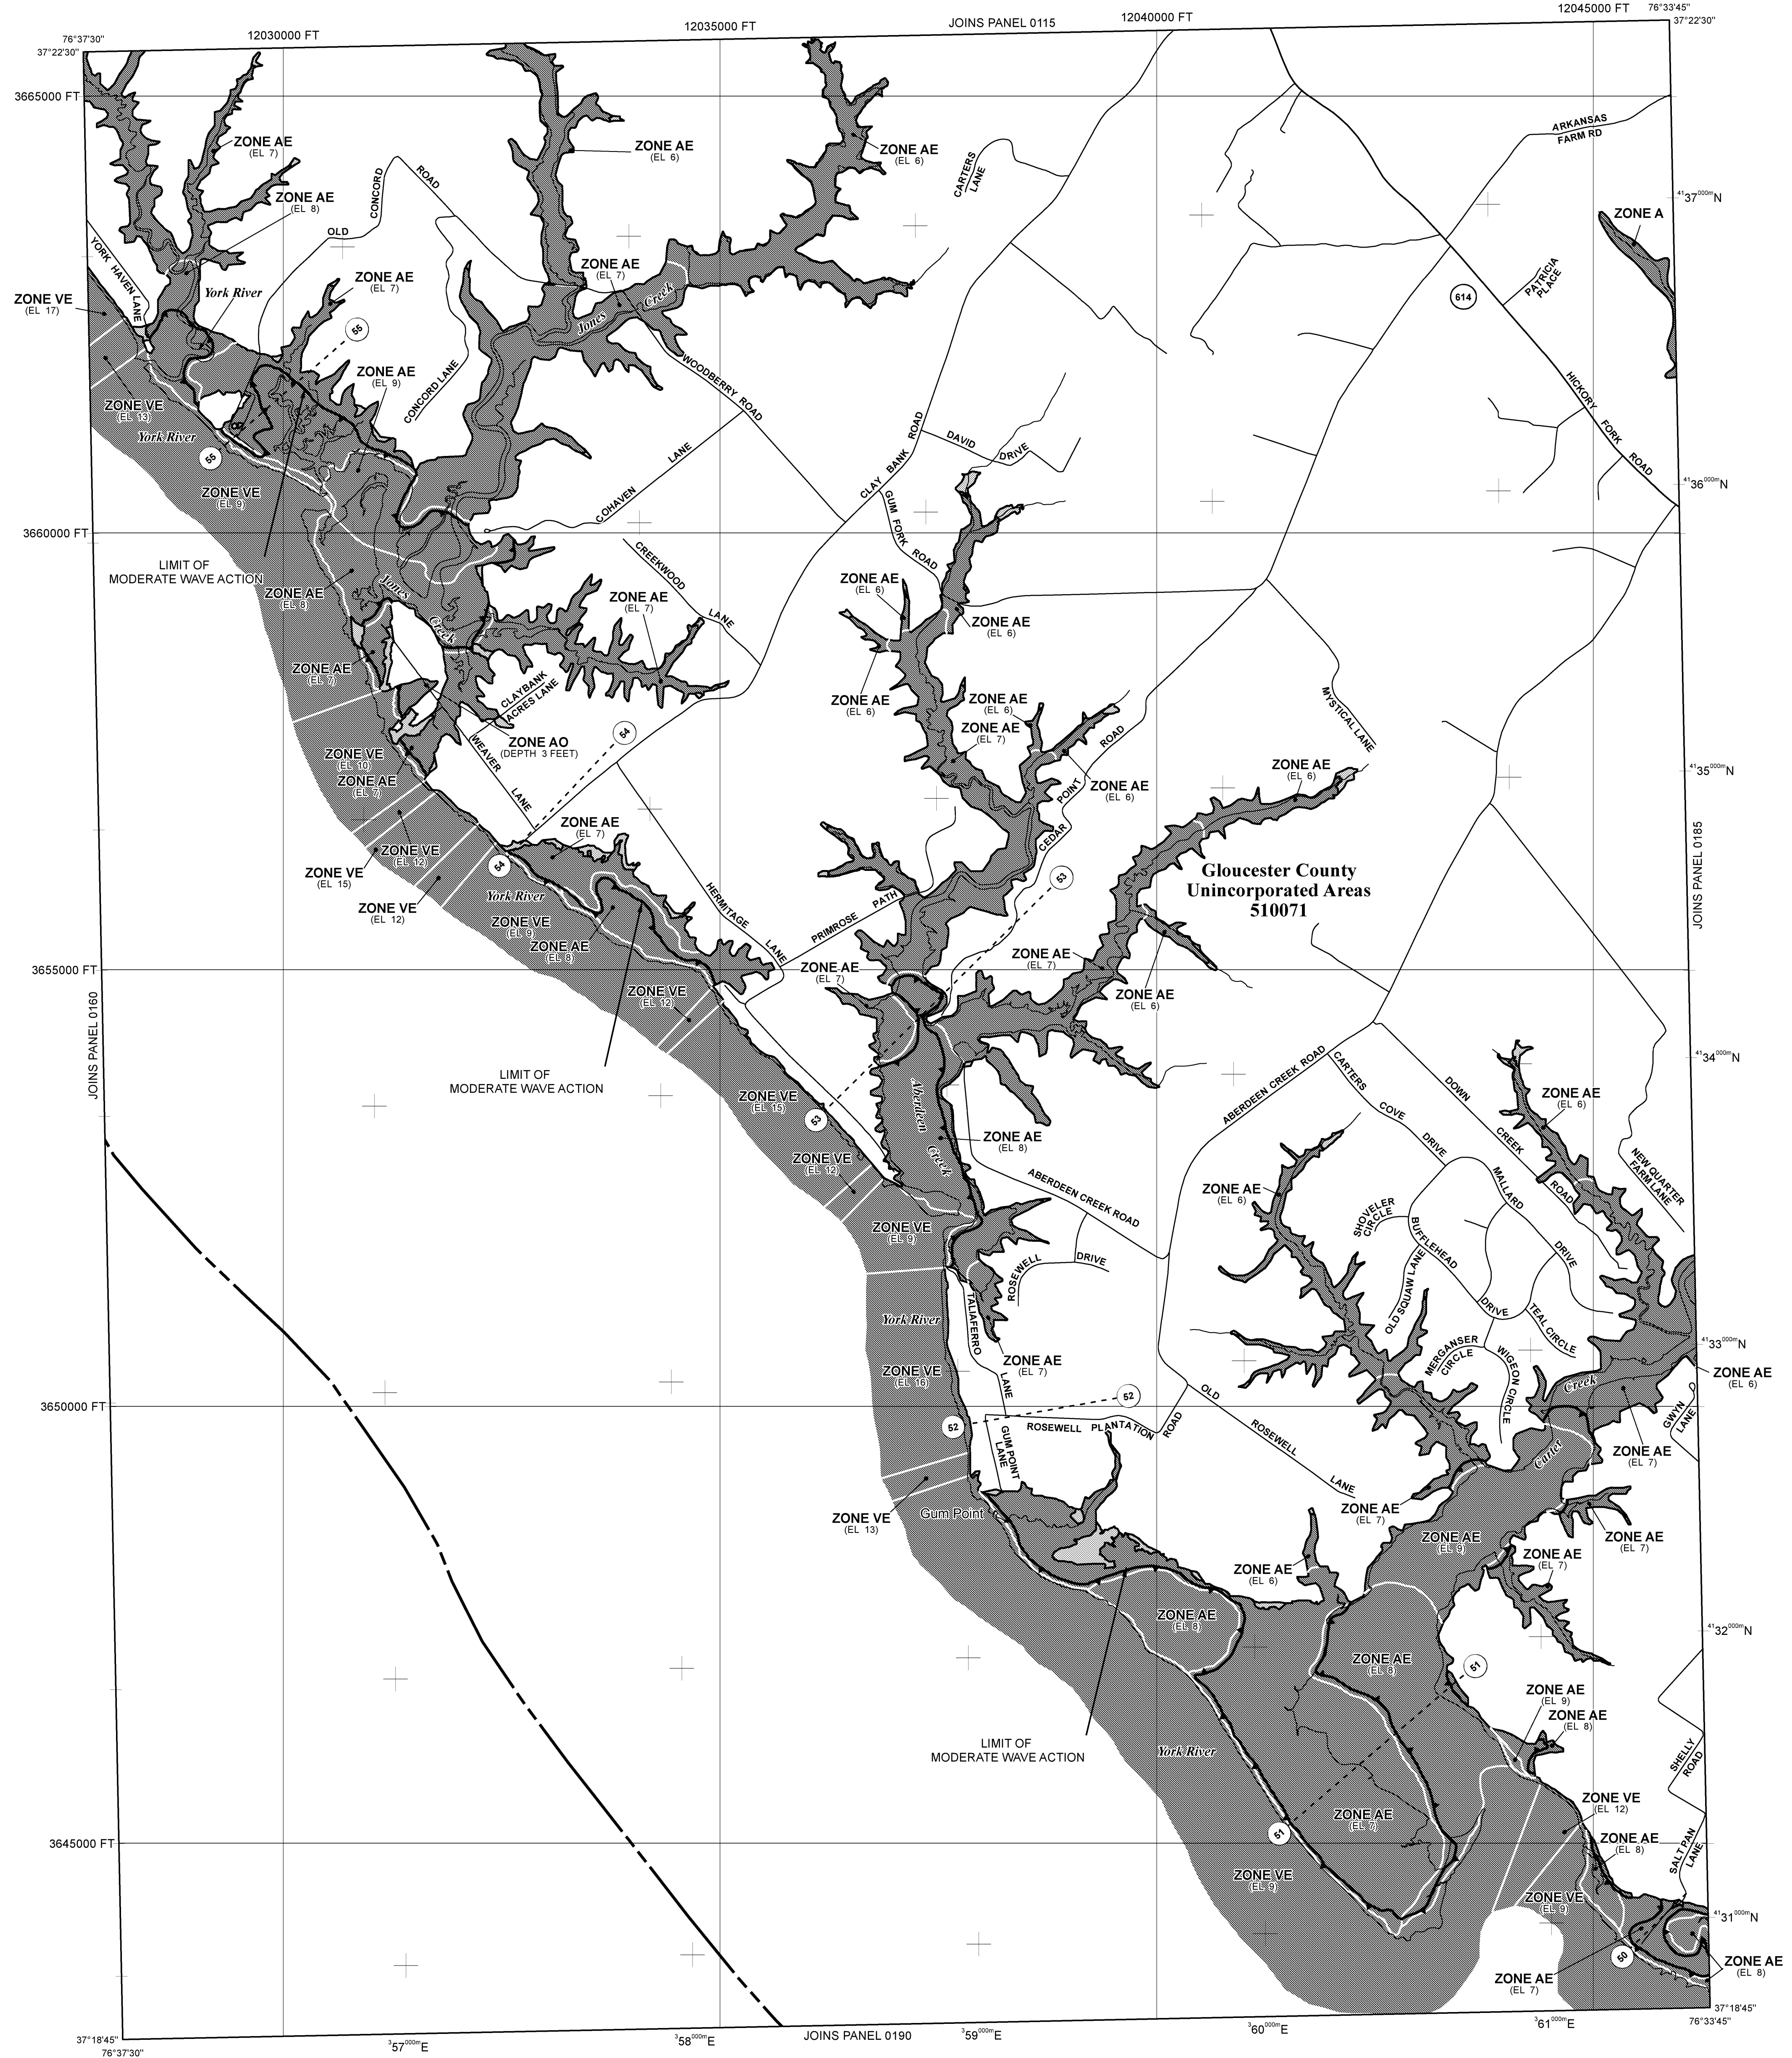 76°37'30"
12030000 FT
12035000 FT
JOINS PANEL 0115
12040000 FT
12045000 FT
76°33'45"
37°22'30"
37°22'30"
3665000 FT
ZONE AE
(EL 7)
ZONE AE
(EL 6)
ZONE AE
(EL 6)
CARTERS
LANE
ARKANSAS
FARM RD
4137000mN
ZONE A
ZONE AE
(EL 8)
OLD
CONCORD
ROAD
YORK HAVEN LANE
ZONE VE
(EL 17)
York River
ZONE AE
(EL 7)
ZONE AE
(EL 7)
Jones
Creek
PATRICIA
PLACE
614
55
ZONE AE
(EL 9)
CONCORD LANE
WOODBERRY ROAD
ZONE VE
(EL 13)
York River
55
ZONE VE
(EL 9)
COHAVEN
LANE
CLAY BANK ROAD
DAVID
DRIVE
HICKORY FORK ROAD
4136000mN
GUM FORK
ROAD
3660000 FT
LIMIT OF
MODERATE WAVE ACTION
ZONE AE
(EL 8)
Jones
Creek
CREEKWOOD
LANE
ZONE AE
(EL 7)
ZONE AE
(EL 6)
ZONE AE
(EL 6)
ZONE AE
(EL 7)
CLAYBANK
ACRES LANE
ZONE AE
(EL 6)
ZONE AE
(EL 6)
ZONE AE
(EL 7)
MYSTICAL LANE
ZONE AO
(DEPTH 3 FEET)
WEAVER
LANE
54
CEDAR POINT ROAD
ZONE VE
(EL 10)
ZONE AE
(EL 7)
ZONE AE
(EL 6)
ZONE AE
(EL 6)
4135000mN
ZONE AE
(EL 7)
ZONE VE
(EL 12)
ZONE VE
(EL 15)
54
ZONE VE
(EL 12)
York River
ZONE VE
(EL 9)
ZONE AE
(EL 8)
HERMITAGE
LANE
PRIMROSE PATH
53
Gloucester County
Unincorporated Areas
510071
JOINS PANEL 0185
3655000 FT
JOINS PANEL 0160
ZONE AE
(EL 7)
ZONE AE
(EL 7)
ZONE AE
(EL 6)
ZONE VE
(EL 12)
LIMIT OF
MODERATE WAVE ACTION
ZONE VE
(EL 15)
53
Aberdeen
Creek
ZONE AE
(EL 8)
ZONE VE
(EL 12)
ZONE VE
(EL 9)
ABERDEEN CREEK ROAD
ABERDEEN CREEK ROAD
4134000mN
CARTERS
COVE
DRIVE
DOWN
CREEK
ROAD
ZONE AE
(EL 6)
NEW QUARTER
FARM LANE
ZONE AE
(EL 6)
SHOVELER
CIRCLE
MALLARD
DRIVE
BUFFLEHEAD
DRIVE
OLD SQUAW LANE
TEAL CIRCLE
MERGANSER
CIRCLE
WIGEON CIRCLE
ROSEWELL
DRIVE
TALIAFERRO
LANE
York River
ZONE VE
(EL 16)
ZONE AE
(EL 7)
4133000mN
ZONE AE
(EL 6)
Creek
GWYN
LANE
3650000 FT
52
52
ROSEWELL PLANTATION
ROAD
OLD
ROSEWELL
LANE
GUM POINT
LANE
Carter
ZONE AE
(EL 7)
ZONE VE
(EL 13)
Gum Point
ZONE AE
(EL 7)
ZONE AE
(EL 9)
ZONE AE
(EL 7)
ZONE AE
(EL 7)
ZONE AE
(EL 6)
ZONE AE
(EL 8)
4132000mN
ZONE AE
(EL 8)
51
ZONE AE
(EL 9)
ZONE AE
(EL 8)
LIMIT OF
MODERATE WAVE ACTION
York River
SHELLY
ROAD
ZONE VE
(EL 12)
ZONE AE
(EL 7)
51
ZONE AE
(EL 8)
SALT PAN
LANE
3645000 FT
ZONE VE
(EL 9)
ZONE VE
(EL 9)
4131000mN
50
ZONE AE
(EL 8)
ZONE AE
(EL 7)
37°18'45"
37°18'45"
76°37'30"
357000mE
358000mE
JOINS PANEL 0190
359000mE
360000mE
361000mE
76°33'45"